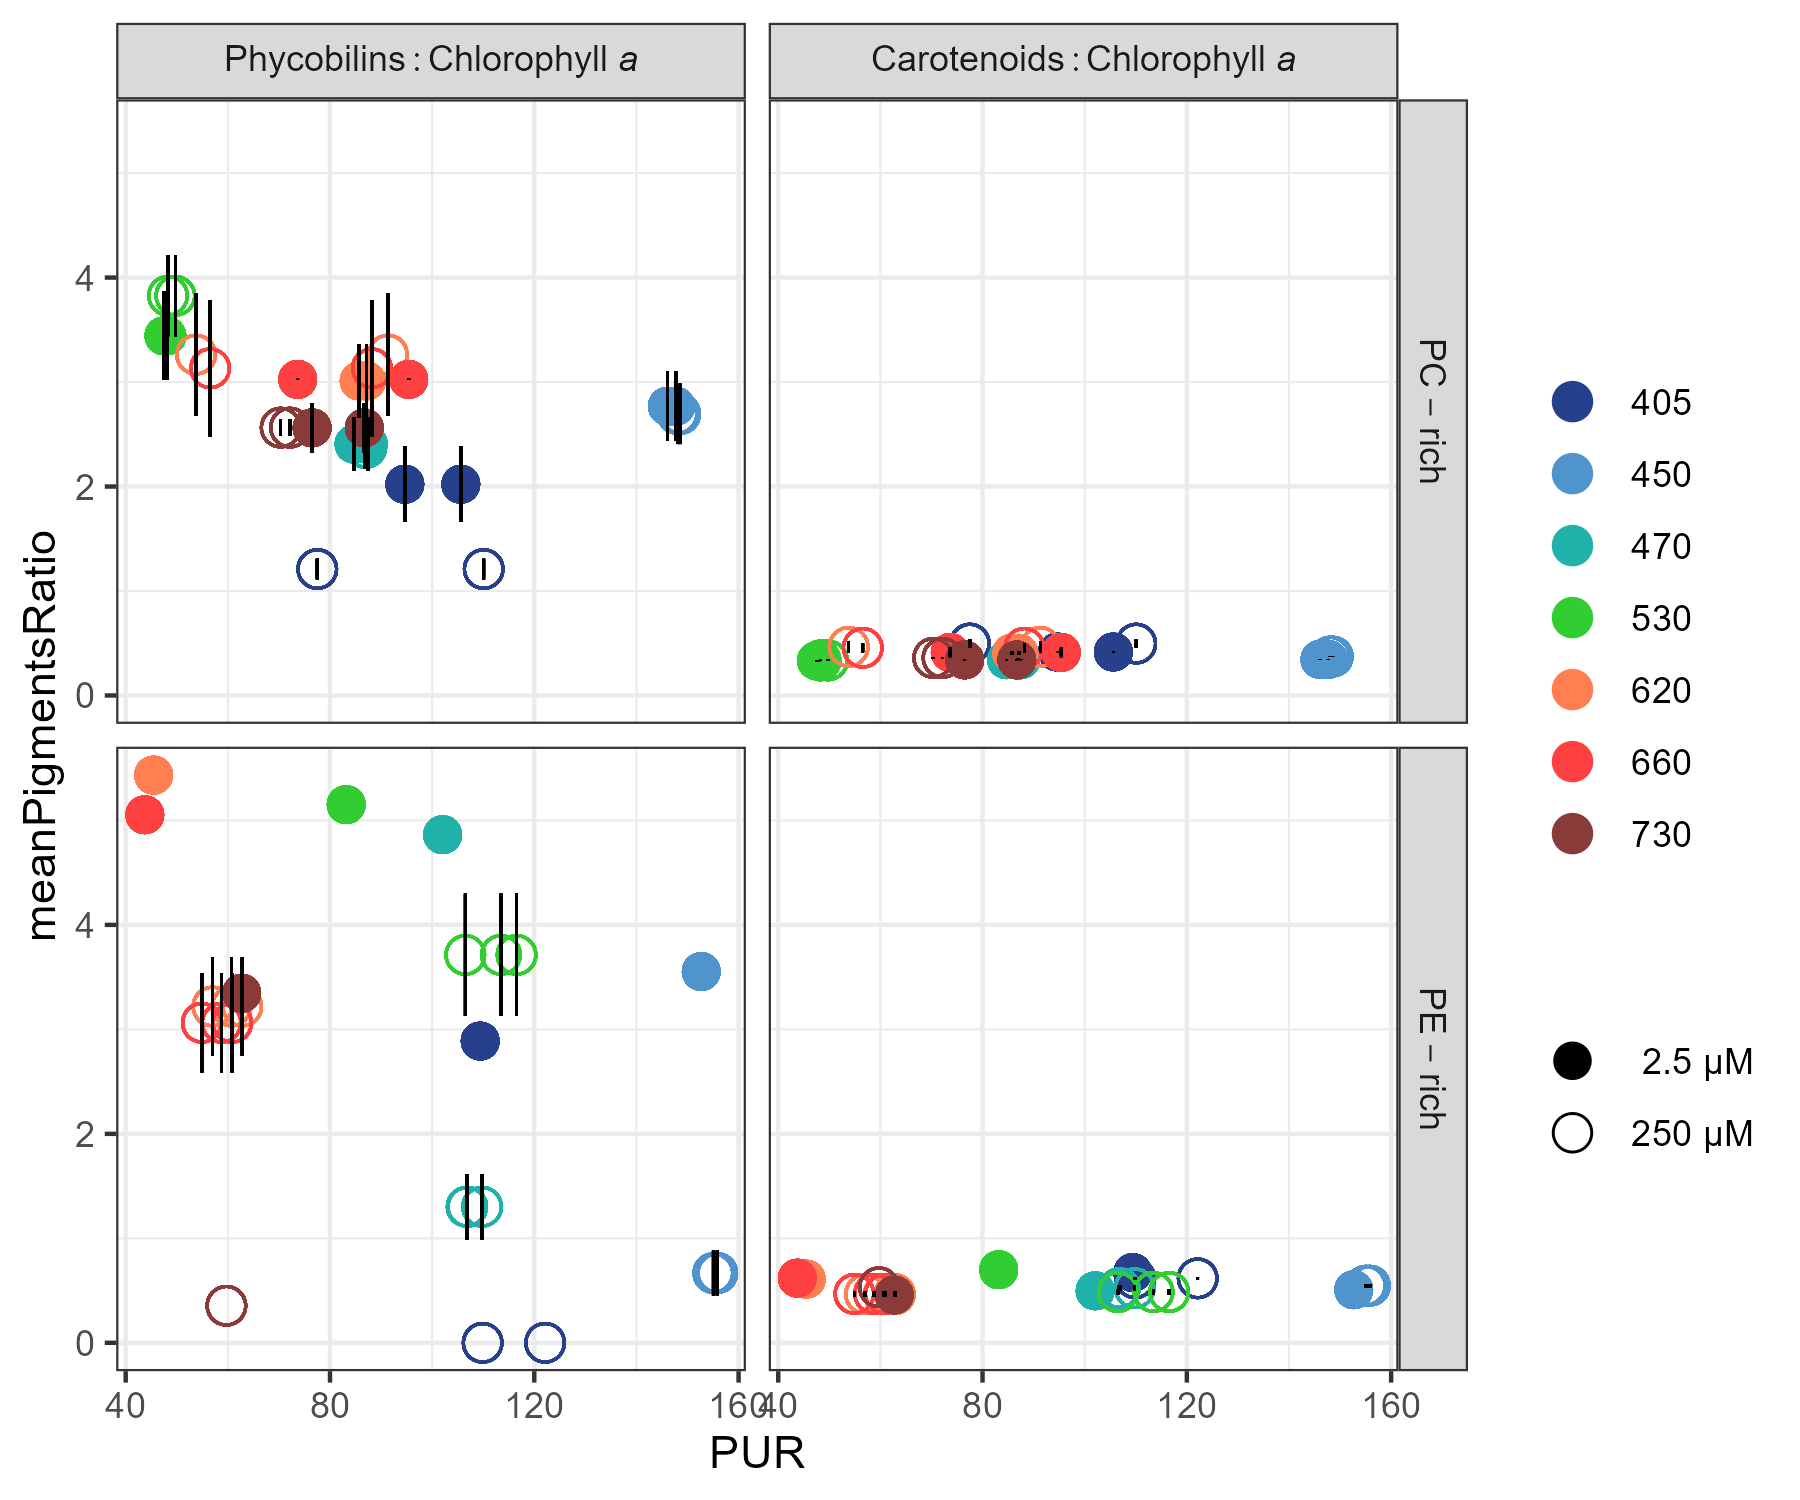 Phycobilins : Chlorophyll a
Carotenoids : Chlorophyll a
PC − rich
PE − rich
meanPigmentsRatio
4
2
0
4
2
0
40
80
120
160
40
80
120
160
PUR
405
450
470
530
620
660
730
2.5 µM
250 µM